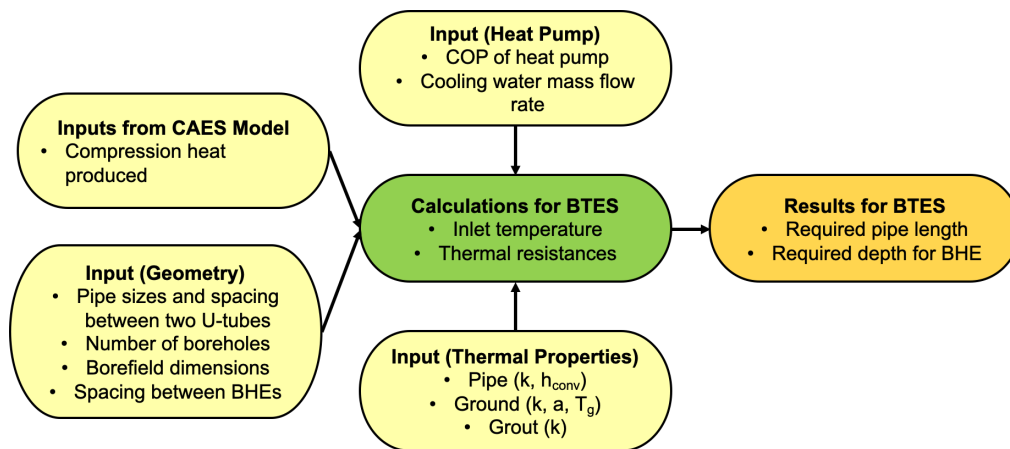 Input (Heat Pump)
• COP of heat pump
• Cooling water mass flow
rate
Inputs from CAES Model
• Compression heat
produced
Calculations for BTES
• Inlet temperature
• Thermal resistances
Results for BTES
• Required pipe length
• Required depth for BHE
Input (Geometry)
• Pipe sizes and spacing
between two U-tubes
• Number of boreholes
• Borefield dimensions
• Spacing between BHEs
Input (Thermal Properties)
• Pipe (k, h_conv)
• Ground (k, a, T_g)
• Grout (k)